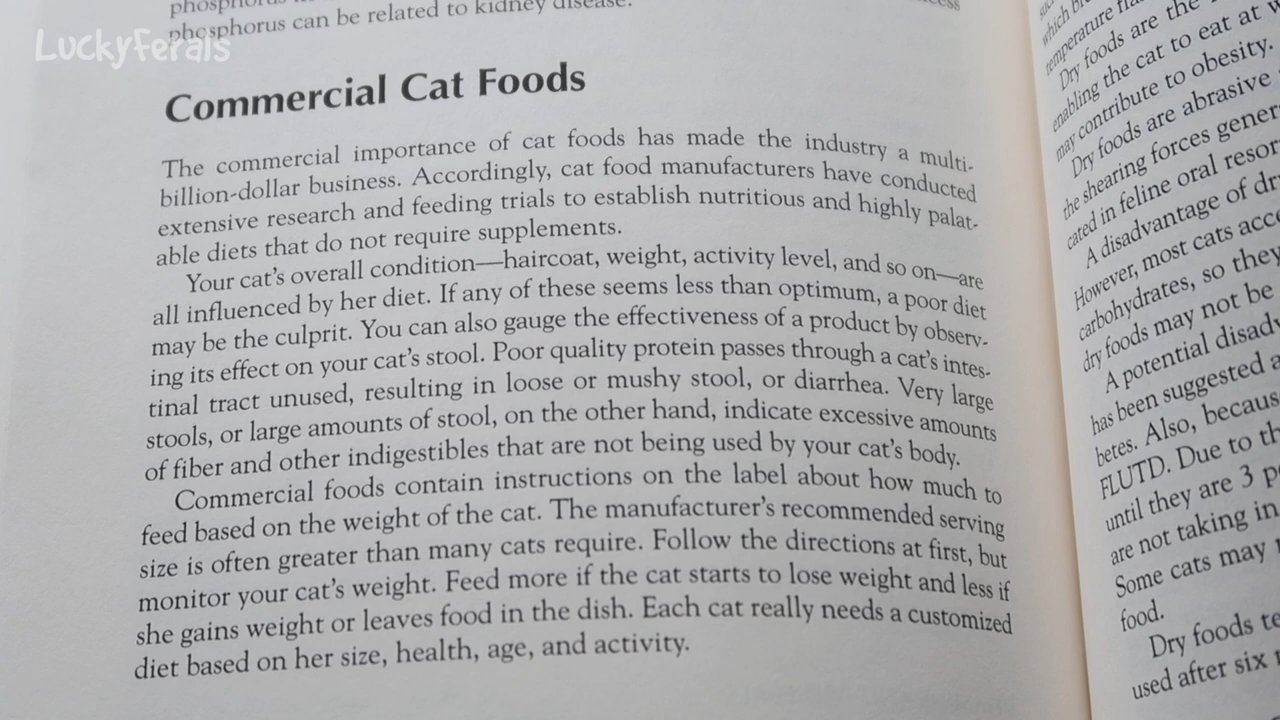 phosphorus can be related to kidney disease.
LuckyFerals
Commercial Cat Foods
The commercial importance of cat foods has made the industry a multi-
billion-dollar business. Accordingly, cat food manufacturers have conducted
extensive research and feeding trials to establish nutritious and highly palat-
able diets that do not require supplements.
Your cat's overall condition—haircoat, weight, activity level, and so on—are
all influenced by her diet. If any of these seems less than optimum, a poor diet
may be the culprit. You can also gauge the effectiveness of a product by observ-
ing its effect on your cat's stool. Poor quality protein passes through a cat's intes-
tinal tract unused, resulting in loose or mushy stool, or diarrhea. Very large
stools, or large amounts of stool, on the other hand, indicate excessive amounts
of fiber and other indigestibles that are not being used by your cat's body.
Commercial foods contain instructions on the label about how much to
feed based on the weight of the cat. The manufacturer's recommended serving
size is often greater than many cats require. Follow the directions at first, but
monitor your cat's weight. Feed more if the cat starts to lose weight and less if
she gains weight or leaves food in the dish. Each cat really needs a customized
diet based on her size, health, age, and activity.
which
temperature
Dry foods are the
enabling the cat to eat at
may contribute to obesity.
Dry foods are abrasive
the shearing forces gener
cated in feline oral resor
A disadvantage of dr
However, most cats acc
carbohydrates, so they
dry foods may not be
A potential disad
has been suggested a
betes. Also, becaus
FLUTD. Due to th
until they are 3 p
are not taking in
Some cats may
food.
Dry foods te
used after six